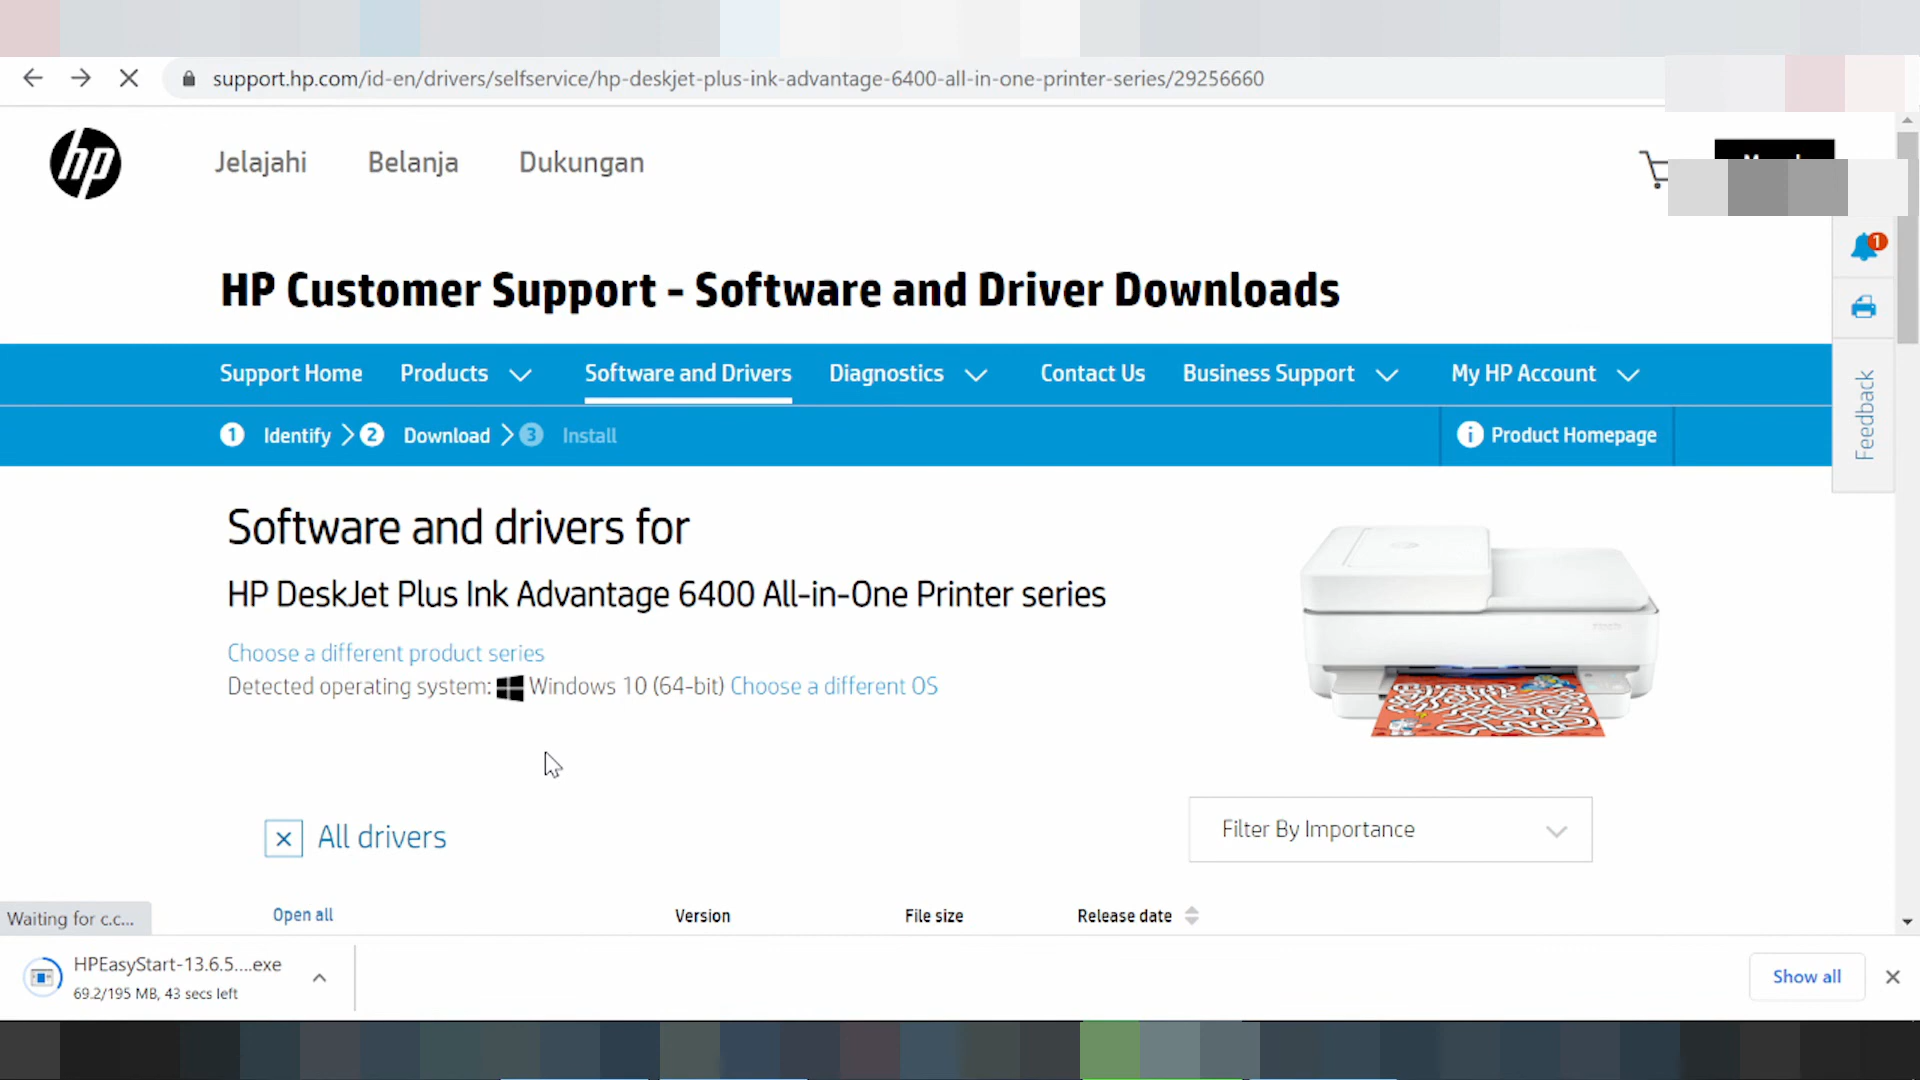 support.hp.com/id-en/drivers/selfservice/hp-deskjet-plus-ink-advantage-6400-all-in-one-printer-series/29256660
hp
Jelajahi Belanja Dukungan
1
HP Customer Support - Software and Driver Downloads
Support Home Products Software and Drivers Diagnostics Contact Us Business Support My HP Account
1 Identify 2 Download 3 Install Product Homepage
Feedback
Software and drivers for
HP DeskJet Plus Ink Advantage 6400 All-in-One Printer series
Choose a different product series
Detected operating system: Windows 10 (64-bit) Choose a different OS
All drivers Filter By Importance
Waiting for c.c...
Open all Version File size Release date
HPEasyStart-13.6.5....exe
69.2/195 MB, 43 secs left
Show all